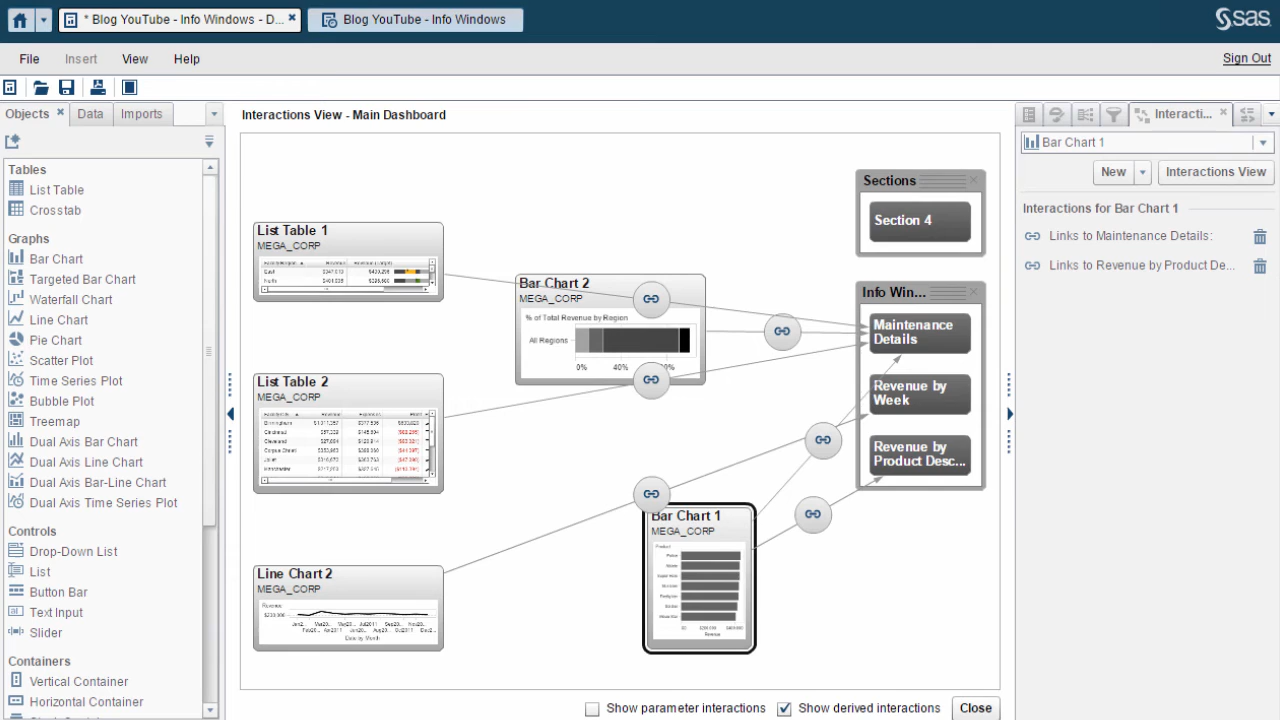 * Blog YouTube - Info Windows - D...
Blog YouTube - Info Windows
sas
File
Insert
View
Help
Sign Out
Objects
Data
Imports
Interactions View - Main Dashboard
Interacti...
Tables
List Table
Crosstab
Graphs
Bar Chart
Targeted Bar Chart
Waterfall Chart
Line Chart
Pie Chart
Scatter Plot
Time Series Plot
Bubble Plot
Treemap
Dual Axis Bar Chart
Dual Axis Line Chart
Dual Axis Bar-Line Chart
Dual Axis Time Series Plot
Controls
Drop-Down List
List
Button Bar
Text Input
Slider
Containers
Vertical Container
Horizontal Container
List Table 1
MEGA_CORP
List Table 2
MEGA_CORP
Line Chart 2
MEGA_CORP
Revenue
Date by Month
Bar Chart 2
MEGA_CORP
% of Total Revenue by Region
All Regions
0%
40%
Bar Chart 1
MEGA_CORP
Product
Revenue
Sections
Section 4
Info Win...
Maintenance
Details
Revenue by
Week
Revenue by
Product Desc...
Show parameter interactions
Show derived interactions
Close
Bar Chart 1
New
Interactions View
Interactions for Bar Chart 1
Links to Maintenance Details:
Links to Revenue by Product De...